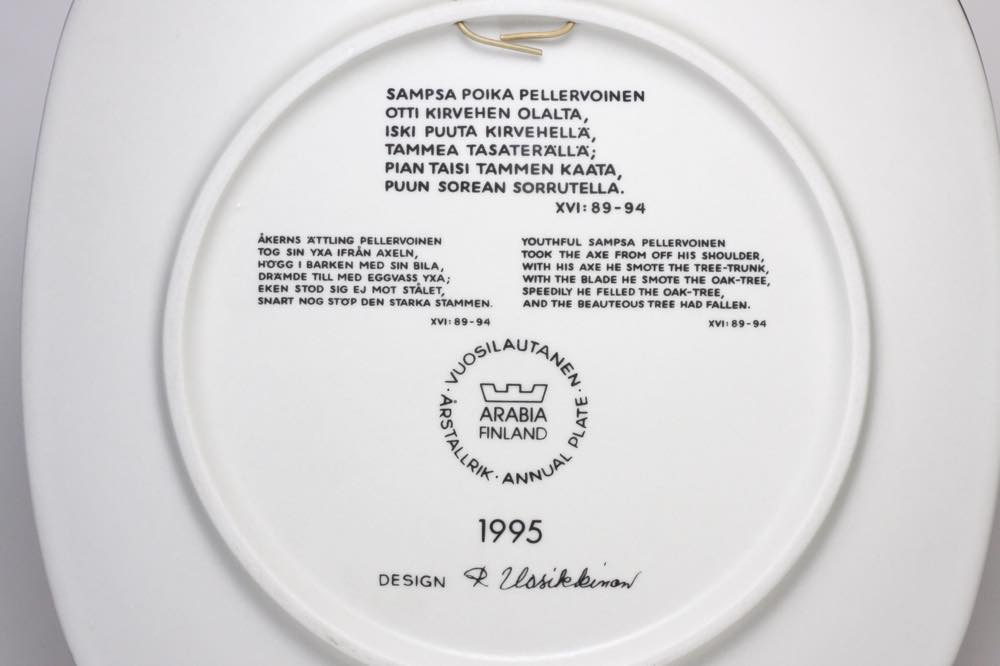 SAMPSA POIKA PELLERVOINEN
OTTI KIRVEHEN OLALTA,
ISKI PUUTA KIRVEHELLÄ,
TAMMEA TASATERÄLLÄ;
PIAN TAISI TAMMEN KAATA,
PUUN SOREAN SORRUTELLA.
XVI: 89-94
ÅKERNS ÄTTLING PELLERVOINEN
TOG SIN YXA IFRÅN AXELN,
HÖGG I BARKEN MED SIN BILA,
DRÄMDE TILL MED EGGVASS YXA;
EKEN STOD SIG EJ MOT STÅLET,
SNART NOG STÖP DEN STARKA STAMMEN.
XVI: 89-94
YOUTHFUL SAMPSA PELLERVOINEN
TOOK THE AXE FROM OFF HIS SHOULDER,
WITH HIS AXE HE SMOTE THE TREE-TRUNK,
WITH THE BLADE HE SMOTE THE OAK-TREE,
SPEEDILY HE FELLED THE OAK-TREE,
AND THE BEAUTEOUS TREE HAD FALLEN.
XVI: 89-94
· VUOSILAUTANEN · ANNUAL PLATE · ÅRSTALLRIK
ARABIA
FINLAND
1995
DESIGN R Uosikkinen